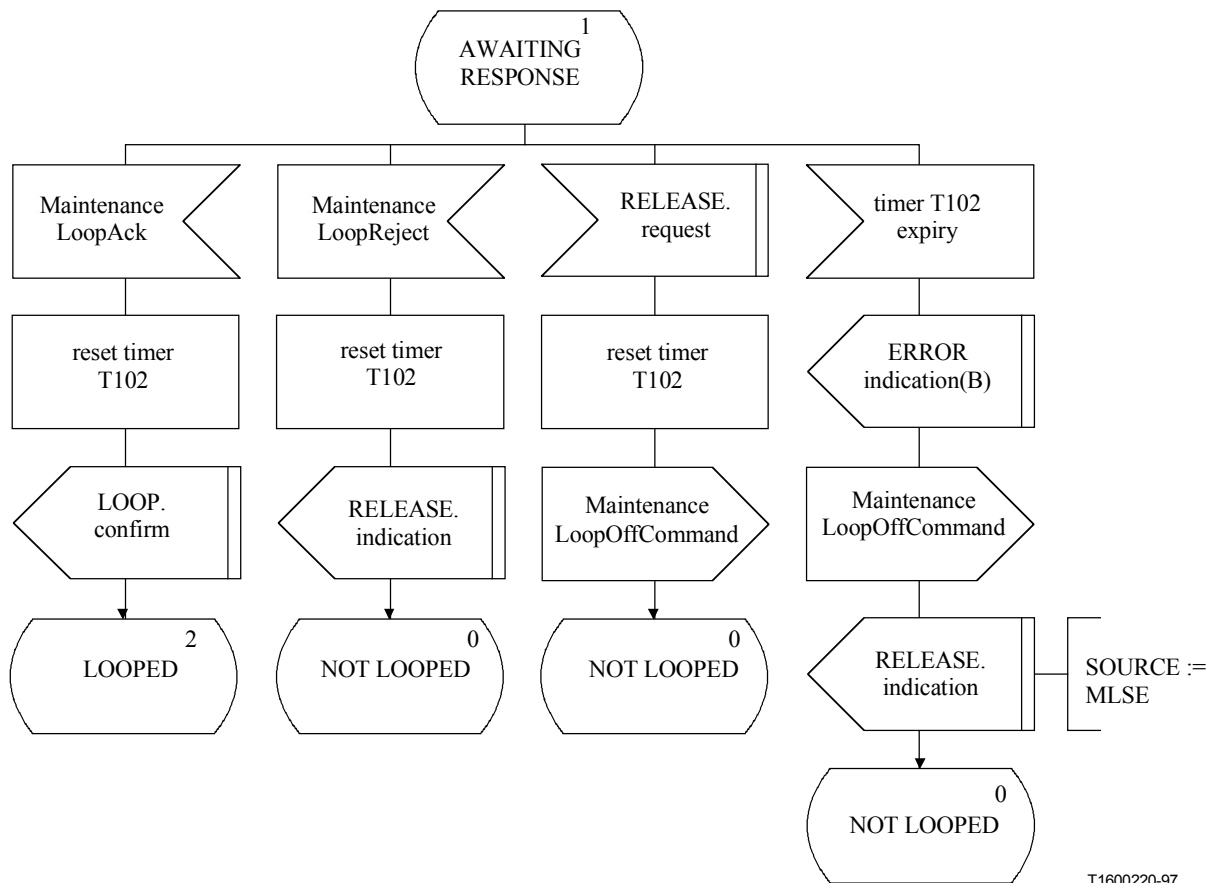 1
AWAITING
RESPONSE
Maintenance
LoopAck
Maintenance
LoopReject
RELEASE.
request
timer T102
expiry
reset timer
T102
reset timer
T102
reset timer
T102
ERROR
indication(B)
LOOP.
confirm
RELEASE.
indication
Maintenance
LoopOffCommand
Maintenance
LoopOffCommand
2
LOOPED
0
NOT LOOPED
0
NOT LOOPED
RELEASE.
indication
SOURCE :=
MLSE
0
NOT LOOPED
T1600220-97